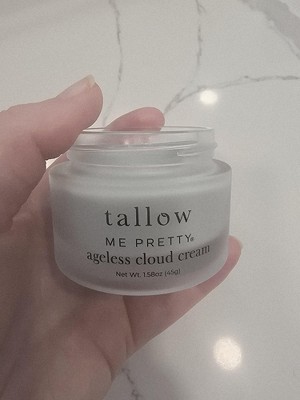 tallow
ME PRETTY®
ageless cloud cream
Net Wt. 1.58oz (45g)